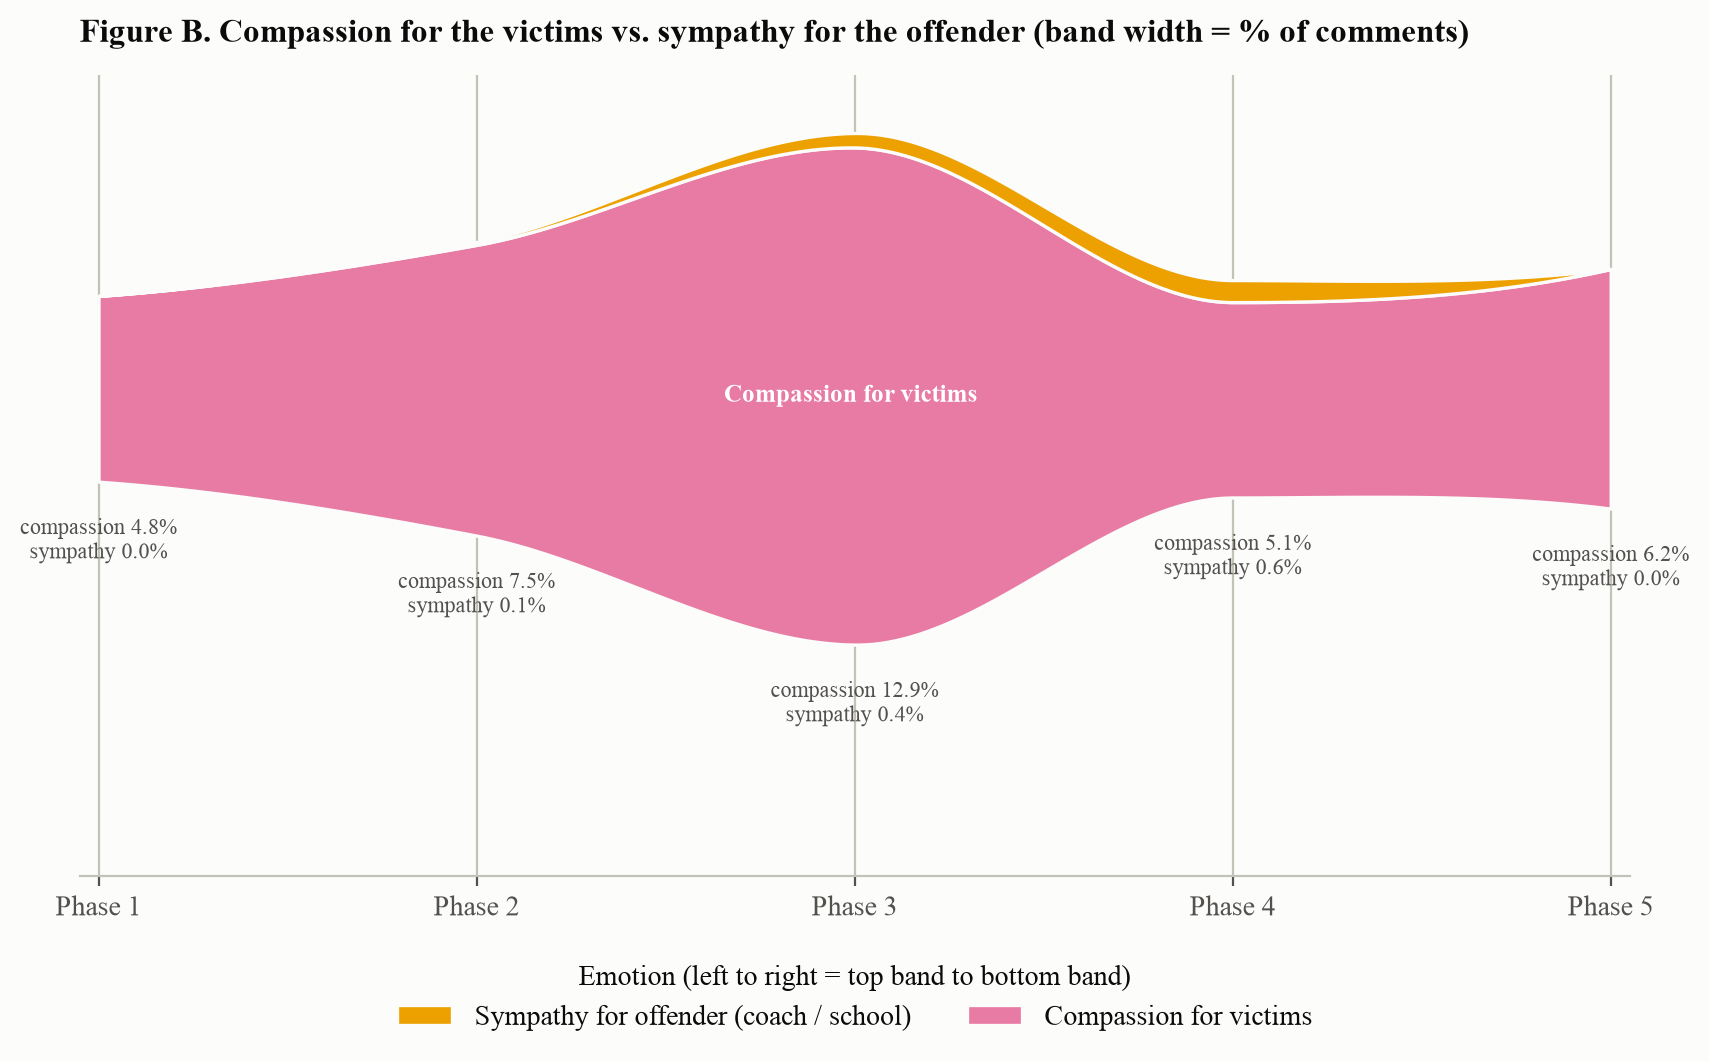 Figure B. Compassion for the victims vs. sympathy for the offender (band width = % of comments)
Compassion for victims
compassion 4.8%
sympathy 0.0%
compassion 7.5%
sympathy 0.1%
compassion 12.9%
sympathy 0.4%
compassion 5.1%
sympathy 0.6%
compassion 6.2%
sympathy 0.0%
Phase 1 Phase 2 Phase 3 Phase 4 Phase 5
Emotion (left to right = top band to bottom band)
Sympathy for offender (coach / school) Compassion for victims